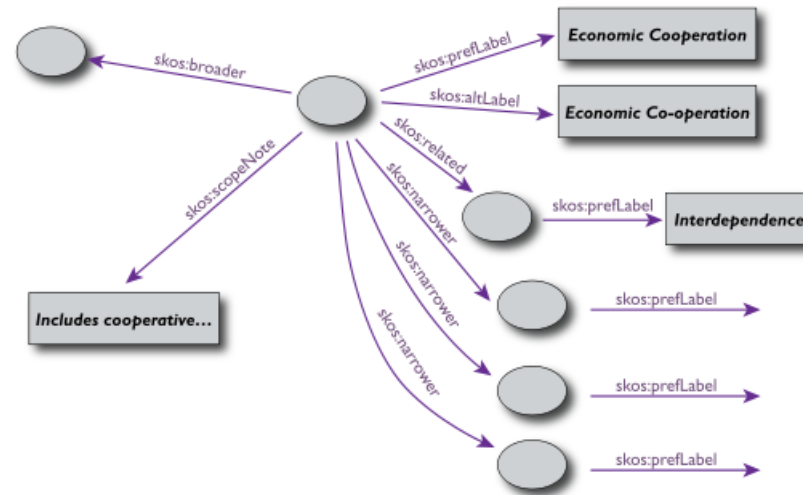 skos:prefLabel
Economic Cooperation
skos:broader
skos:altLabel
Economic Co-operation
skos:related
skos:scopeNote
skos:narrower
skos:prefLabel
Interdependence
skos:narrower
skos:prefLabel
Includes cooperative...
skos:narrower
skos:prefLabel
skos:prefLabel